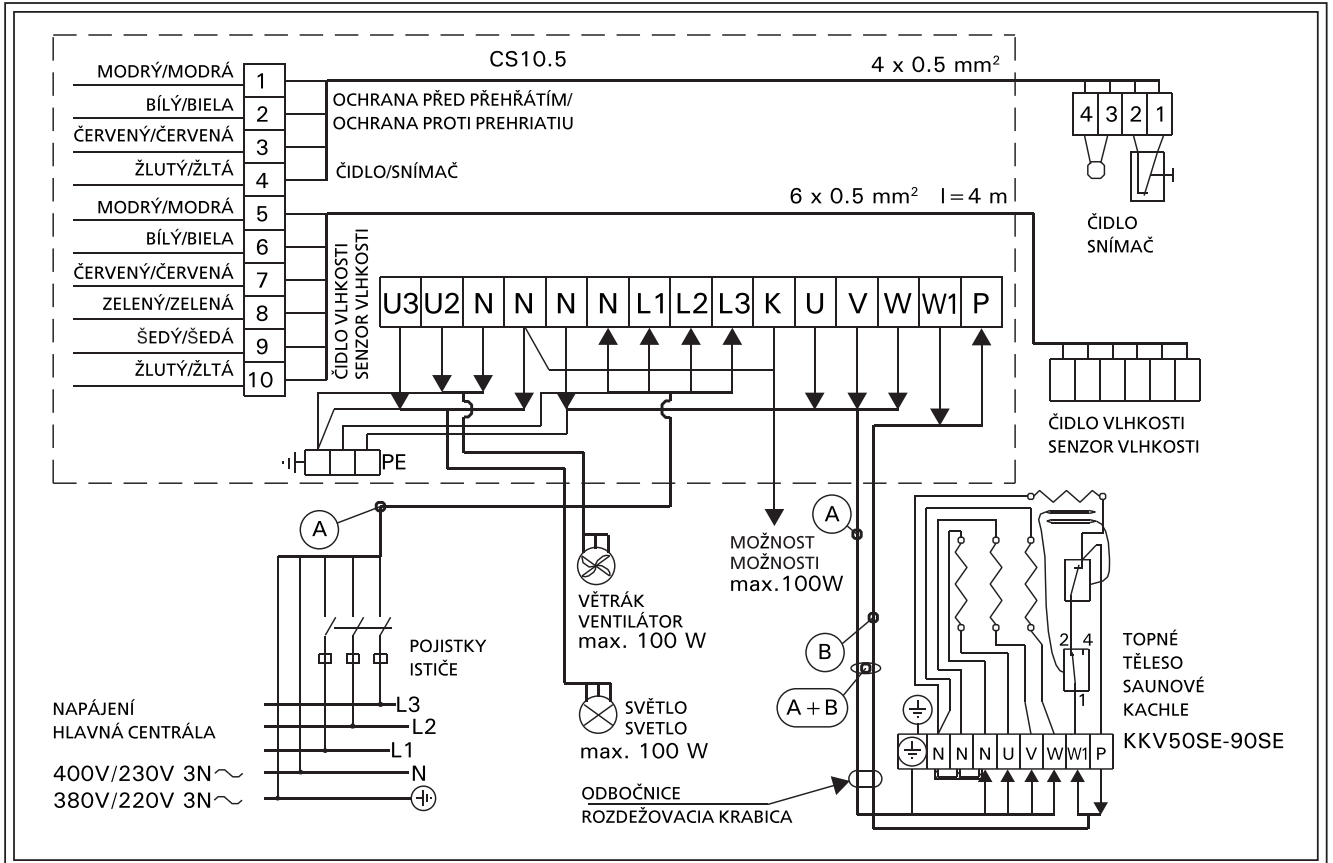 CS10.5
4 x 0.5 mm²
MODRÝ/MODRÁ 1
BÍLÝ/BIELA 2
ČERVENÝ/ČERVENÁ 3
ŽLUTÝ/ŽLTÁ 4
MODRÝ/MODRÁ 5
BÍLÝ/BIELA 6
ČERVENÝ/ČERVENÁ 7
ZELENÝ/ZELENÁ 8
ŠEDÝ/ŠEDÁ 9
ŽLUTÝ/ŽLTÁ 10
OCHRANA PŘED PŘEHŘÁTÍM/
OCHRANA PROTI PREHRIATIU
ČIDLO/SNÍMAČ
4 3 2 1
ČIDLO
SNÍMAČ
6 x 0.5 mm² l=4 m
ČIDLO VLHKOSTI
SENZOR VLHKOSTI
U3 U2 N N N N L1 L2 L3 K U V W W1 P
ČIDLO VLHKOSTI
SENZOR VLHKOSTI
PE
A
MOŽNOST
MOŽNOSTI
max.100W
A
B
A+B
VĚTRÁK
VENTILÁTOR
max. 100 W
SVĚTLO
SVETLO
max. 100 W
POJISTKY
ISTIČE
NAPÁJENÍ
HLAVNÁ CENTRÁLA
L3
L2
L1
400V/230V 3N~ N
380V/220V 3N~
ODBOČNICE
ROZDEŽOVACIA KRABICA
2 4
1
TOPNÉ
TĚLESO
SAUNOVÉ
KACHLE
KKV50SE-90SE
N N N U V W W1 P